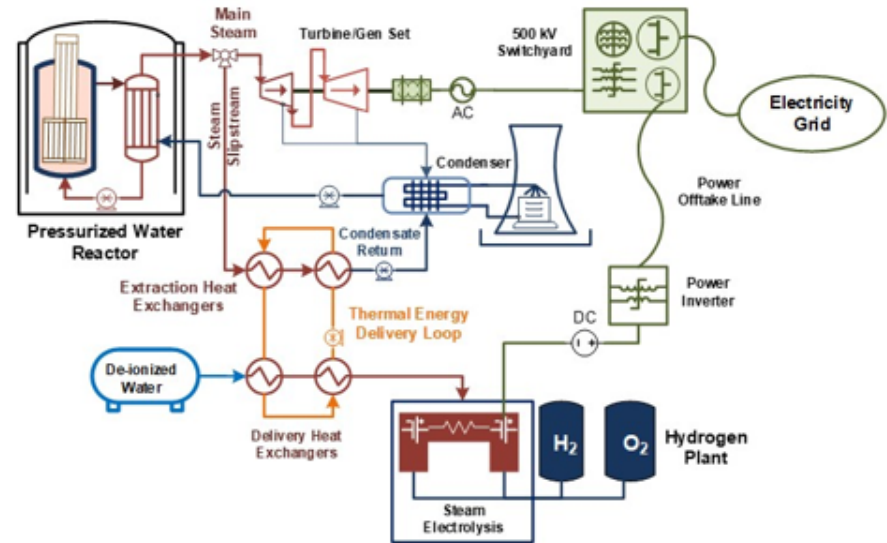 Main
Steam
Turbine/Gen Set
500 kV
Switchyard
Electricity
Grid
AC
Steam
Slipstream
Condenser
Power
Offtake Line
Pressurized Water
Reactor
Condensate
Return
Extraction Heat
Exchangers
Thermal Energy
Delivery Loop
Power
Inverter
DC
De-ionized
Water
Delivery Heat
Exchangers
H2
O2
Hydrogen
Plant
Steam
Electrolysis